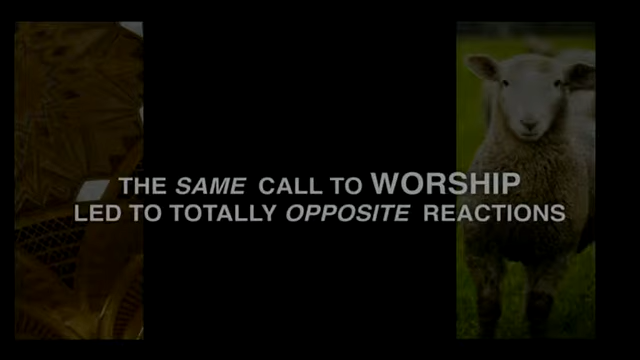 THE SAME CALL TO WORSHIP
LED TO TOTALLY OPPOSITE REACTIONS